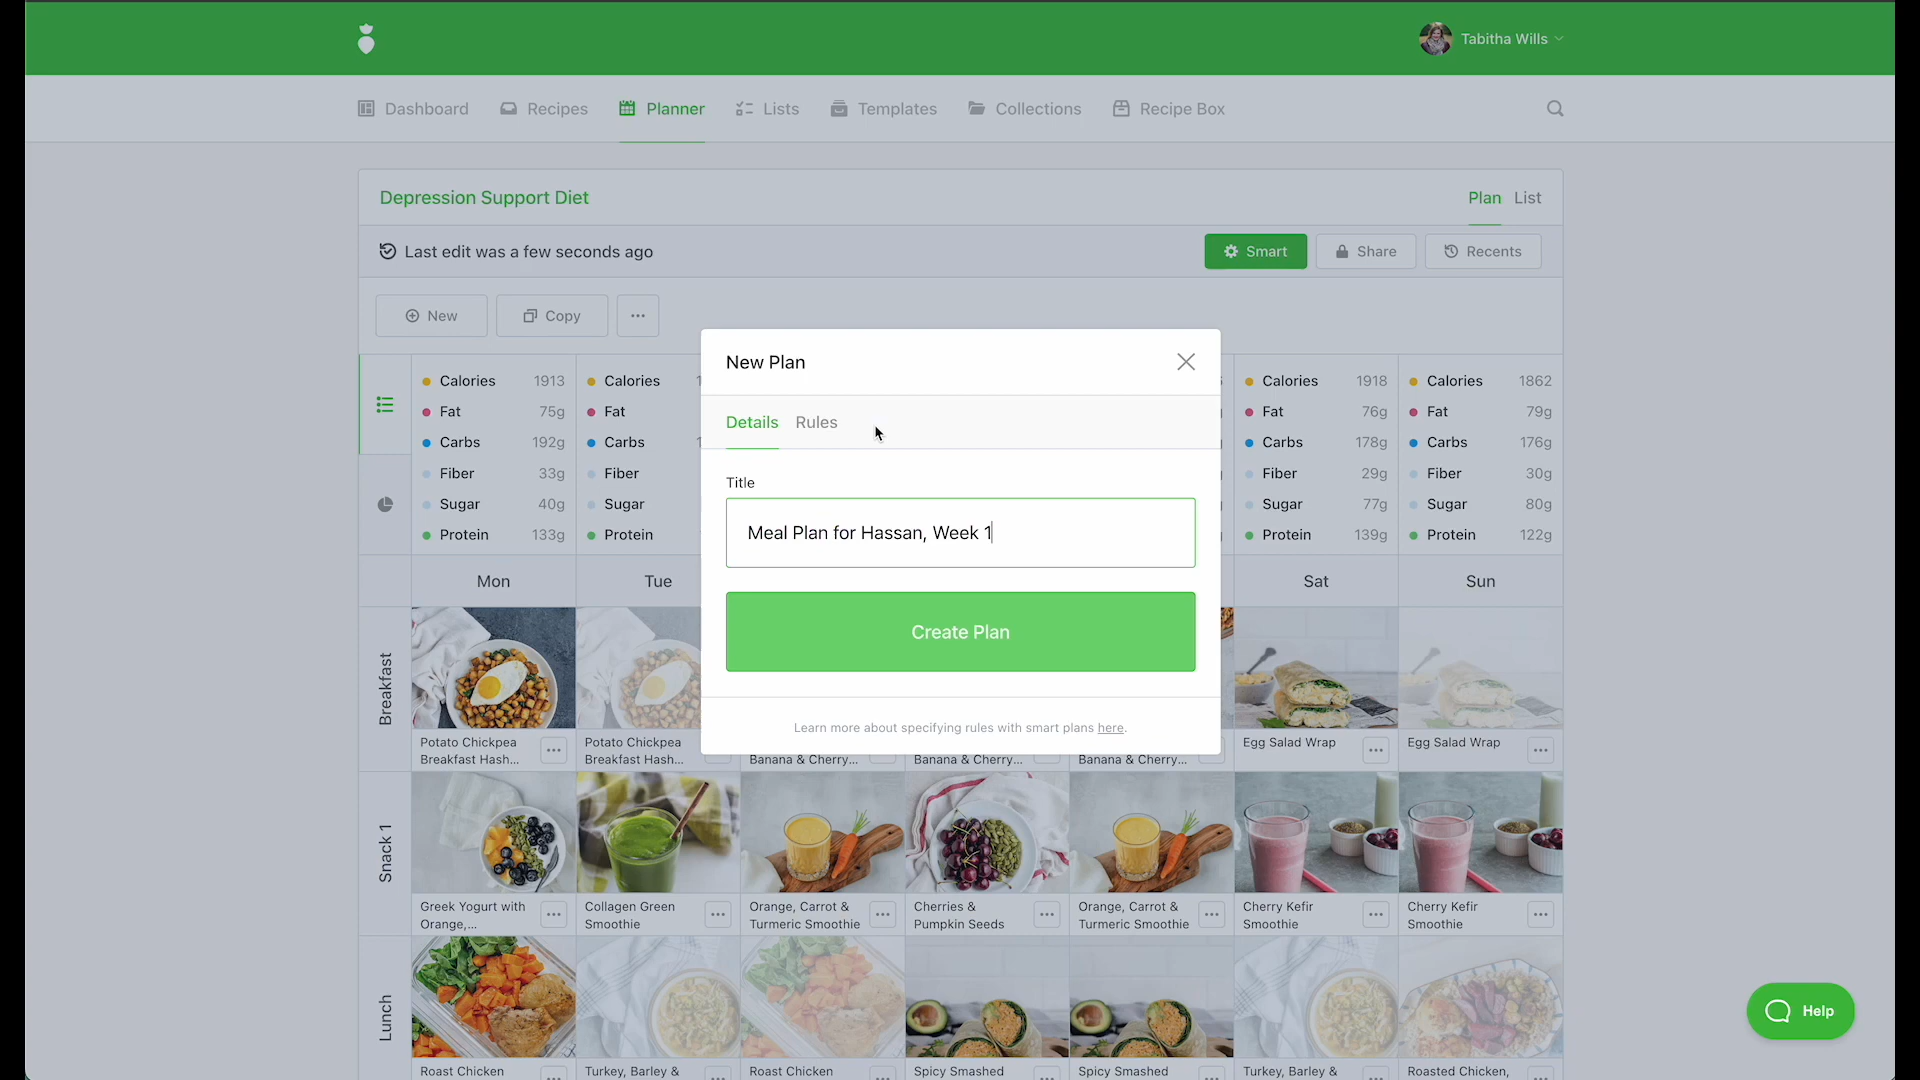 Tabitha Wills
Dashboard
Recipes
Planner
Lists
Templates
Collections
Recipe Box
Depression Support Diet
Plan
List
Last edit was a few seconds ago
Smart
Share
Recents
New
Copy
New Plan
Details
Rules
Title
Meal Plan for Hassan, Week 1
Create Plan
Learn more about specifying rules with smart plans here.
Calories 1913
Fat 75g
Carbs 192g
Fiber 33g
Sugar 40g
Protein 133g
Calories
Fat
Carbs
Fiber
Sugar
Protein
Calories 1918
Fat 76g
Carbs 178g
Fiber 29g
Sugar 77g
Protein 139g
Calories 1862
Fat 79g
Carbs 176g
Fiber 30g
Sugar 80g
Protein 122g
Mon
Tue
Sat
Sun
Breakfast
Potato Chickpea
Breakfast Hash...
Potato Chickpea
Breakfast Hash...
Banana & Cherry...
Banana & Cherry...
Banana & Cherry...
Egg Salad Wrap
Egg Salad Wrap
Snack 1
Greek Yogurt with
Orange,...
Collagen Green
Smoothie
Orange, Carrot &
Turmeric Smoothie
Cherries &
Pumpkin Seeds
Orange, Carrot &
Turmeric Smoothie
Cherry Kefir
Smoothie
Cherry Kefir
Smoothie
Lunch
Roast Chicken
Turkey, Barley &
Roast Chicken
Spicy Smashed
Spicy Smashed
Turkey, Barley &
Roasted Chicken,
Help